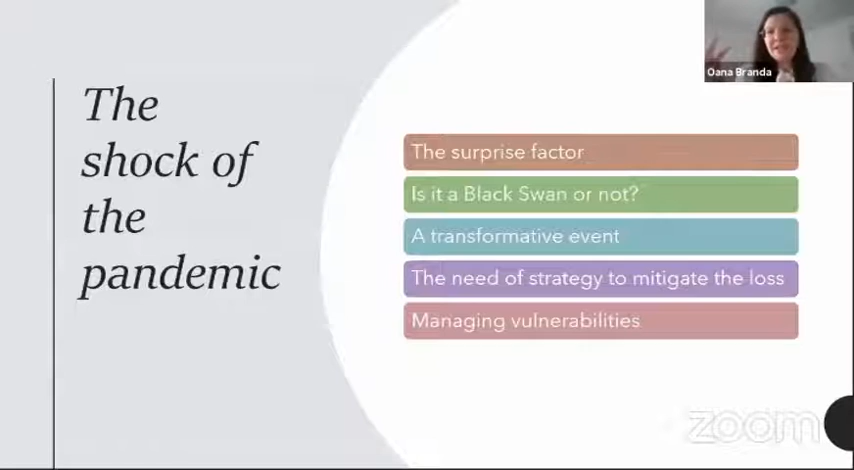 The
shock of
the
pandemic
Oana Branda
The surprise factor
Is it a Black Swan or not?
A transformative event
The need of strategy to mitigate the loss
Managing vulnerabilities
zoom